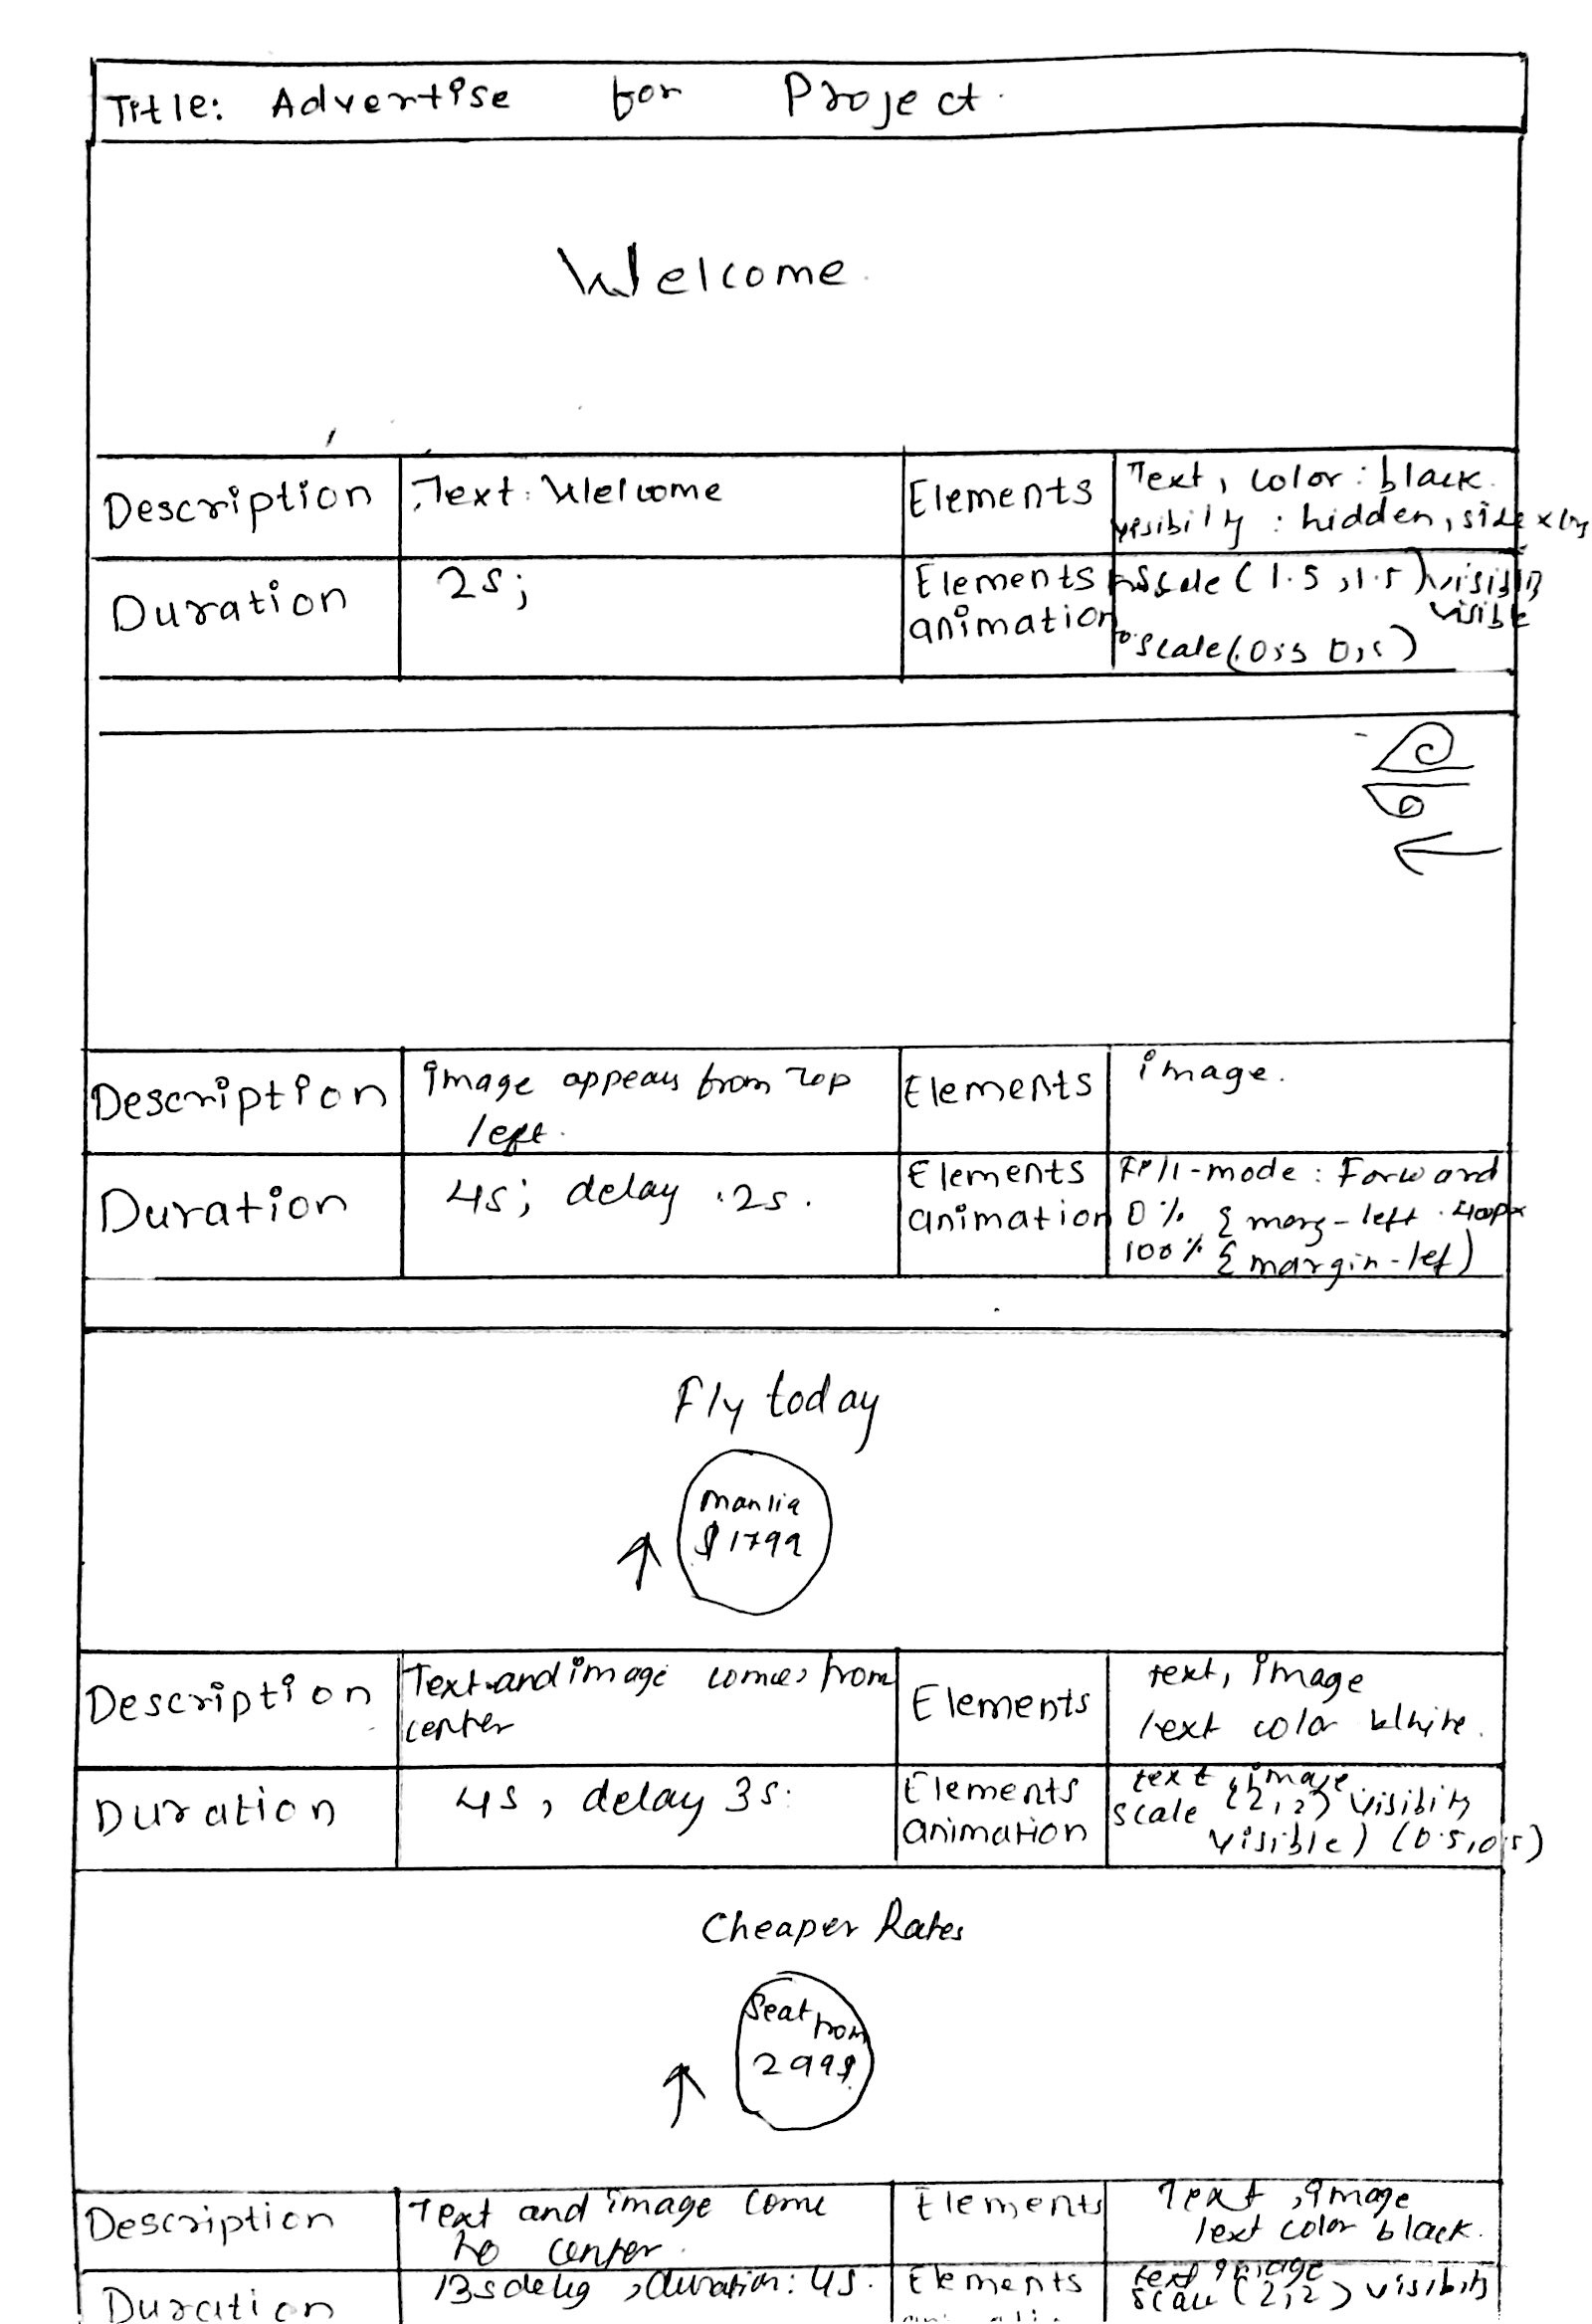 Title: Advertise for Project.
Welcome.
Description
Text: Welcome
Elements
Text, color: black.
visibily : hidden, size
Duration
2s;
Elements
animation
scale (1.5, 1.5) visibility
visible
scale(0.5 0.5)
Description
image appears from top
left.
Elements
image.
Duration
4s; delay .2s.
Elements
animation
Fill-mode: Forward
0% { marg-left . 400px
100% { margin-lef)
Fly today
manlia
$1799
Description
Text and image comes from
center
Elements
text, image
text color White.
Duration
4s, delay 3s.
Elements
animation
text, image
scale (2,2) visibility
visible) (0.5,0.5)
Cheaper Rates
Seat from
299$
Description
Text and image come
to center.
Elements
Text, image
text color black.
Duration
13s delay, duration: 4s.
Elements
text image
scale (2,2) visibility